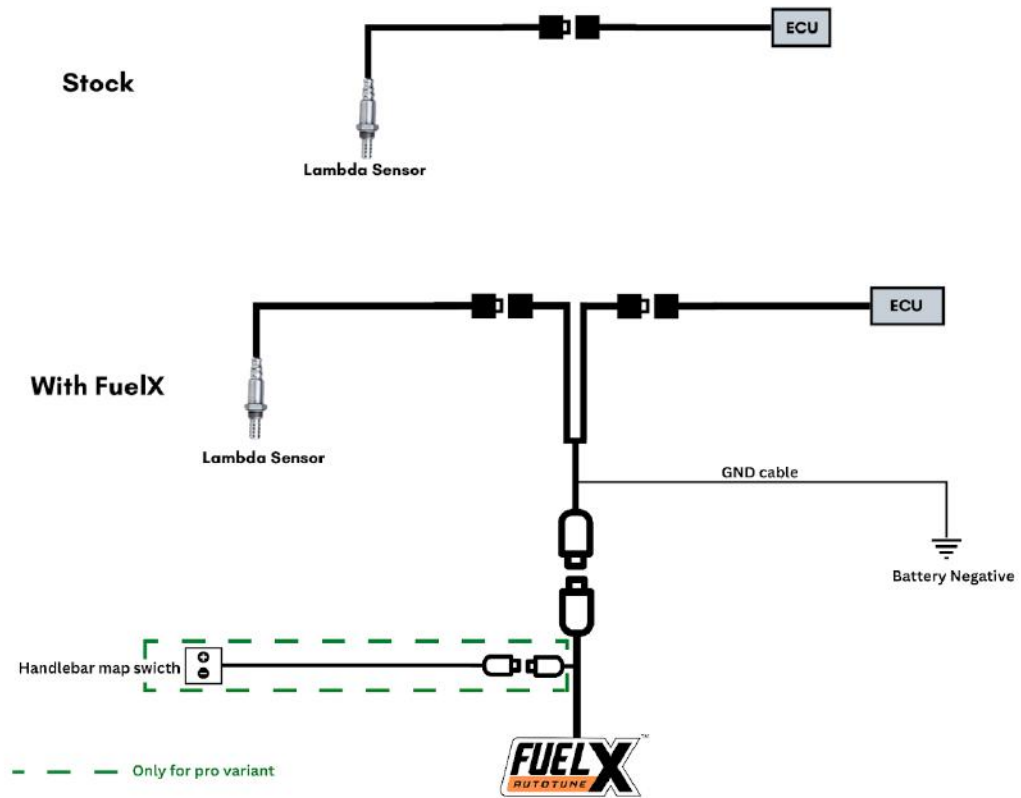 Stock
ECU
Lambda Sensor
With FuelX
ECU
Lambda Sensor
GND cable
Battery Negative
Handlebar map swicth
Only for pro variant
FUELX™
AUTOTUNE